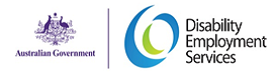 Australian Government
Disability
Employment
Services